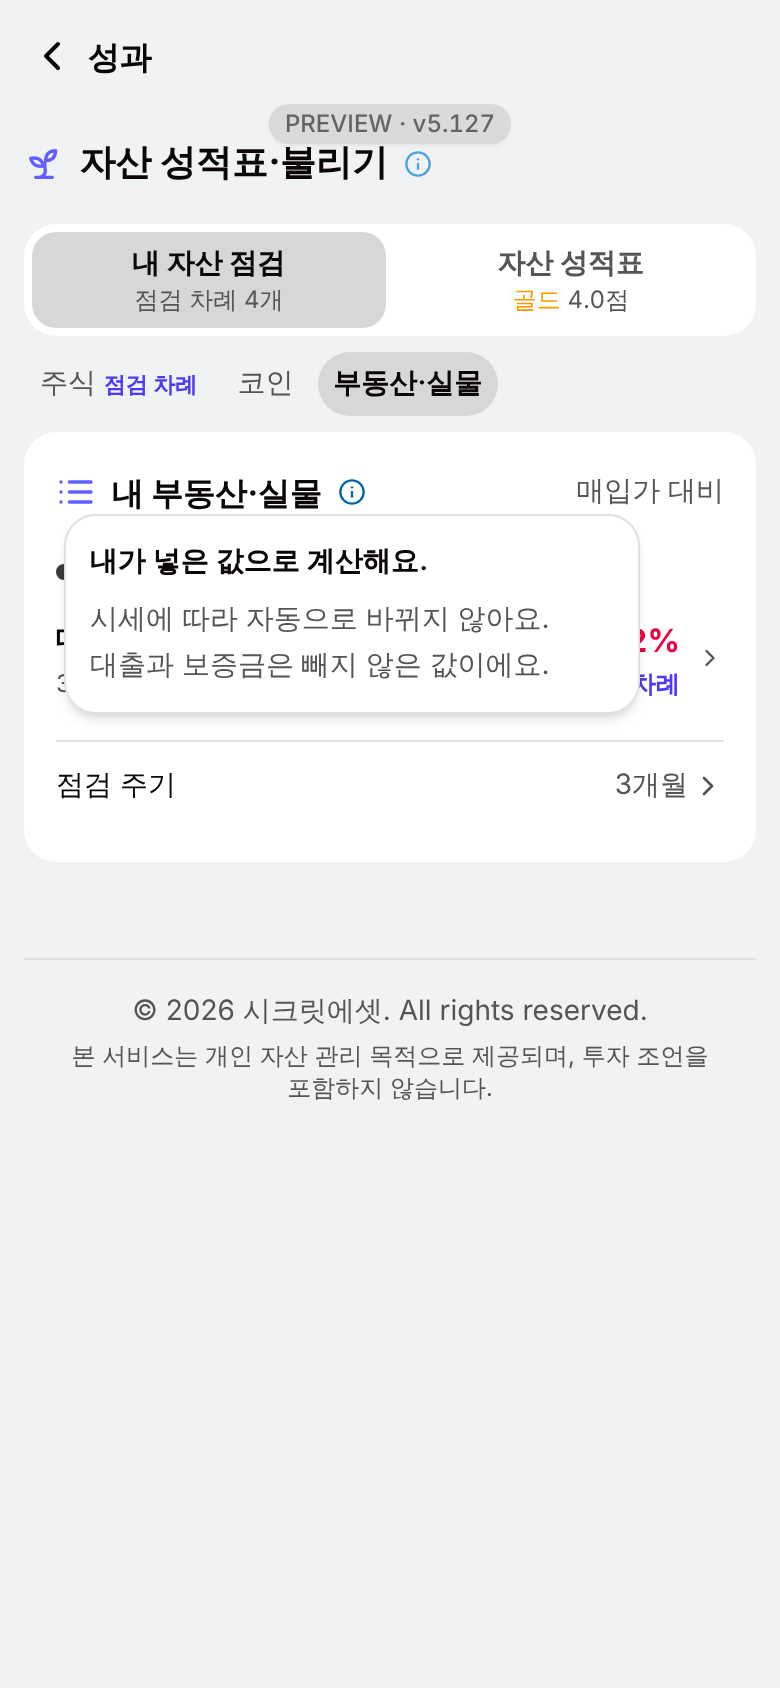 성과
PREVIEW · v5.127
자산 성적표·불리기
내 자산 점검
점검 차례 4개
자산 성적표
골드 4.0점
주식 점검 차례
코인
부동산·실물
내 부동산·실물
매입가 대비
내가 넣은 값으로 계산해요.
시세에 따라 자동으로 바뀌지 않아요.
대출과 보증금은 빼지 않은 값이에요.
2%
차례
점검 주기
3개월
© 2026 시크릿에셋. All rights reserved.
본 서비스는 개인 자산 관리 목적으로 제공되며, 투자 조언을
포함하지 않습니다.